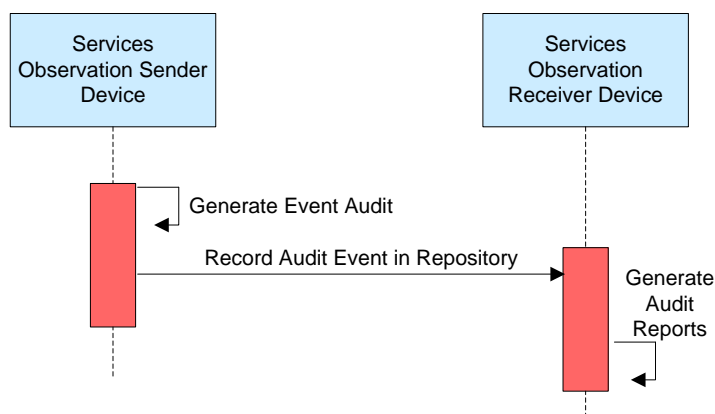 Services
Observation Sender
Device
Services
Observation
Receiver Device
Generate Event Audit
Record Audit Event in Repository
Generate
Audit
Reports